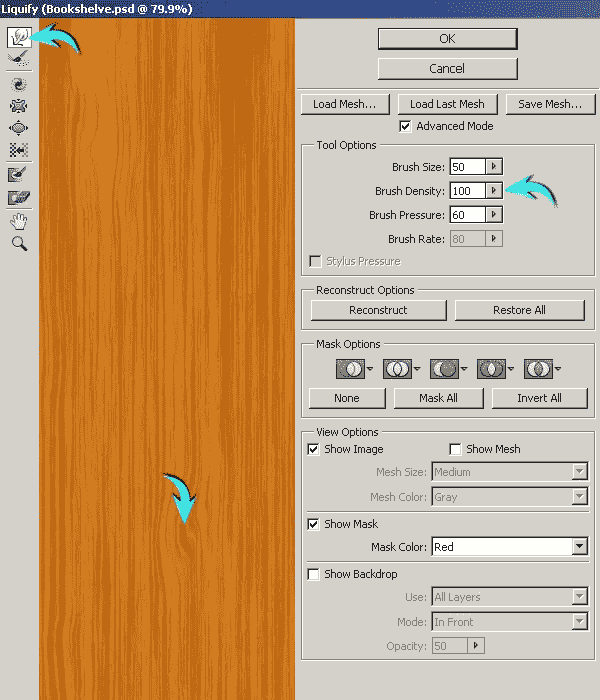 Liquify (Bookshelve.psd @ 79.9%)
OK
Cancel
Load Mesh... Load Last Mesh Save Mesh...
Advanced Mode
Tool Options
Brush Size: 50
Brush Density: 100
Brush Pressure: 60
Brush Rate: 80
Stylus Pressure
Reconstruct Options
Reconstruct Restore All
Mask Options
None Mask All Invert All
View Options
Show Image Show Mesh
Mesh Size: Medium
Mesh Color: Gray
Show Mask
Mask Color: Red
Show Backdrop
Use: All Layers
Mode: In Front
Opacity: 50